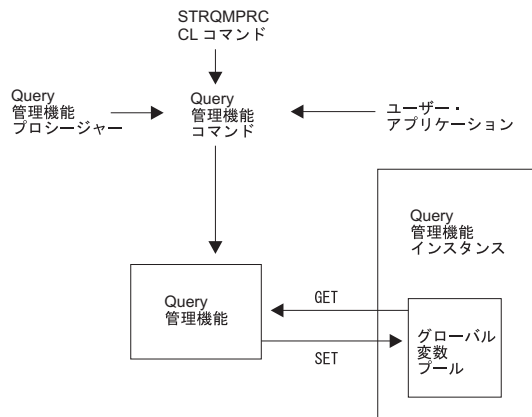 STRQMPRC
CL コマンド
Query
管理機能
プロシージャー
Query
管理機能
コマンド
ユーザー・
アプリケーション
Query
管理機能
インスタンス
Query
管理機能
GET
SET
グローバル
変数
プール